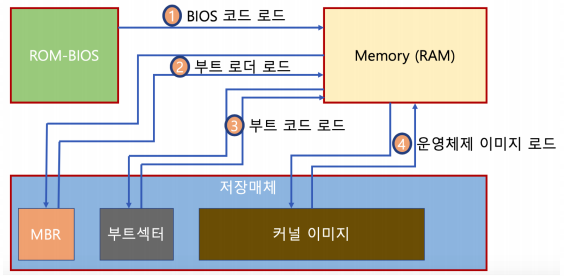 ① BIOS 코드 로드
ROM-BIOS
Memory (RAM)
② 부트 로더 로드
③ 부트 코드 로드
④ 운영체제 이미지 로드
저장매체
MBR
부트섹터
커널 이미지